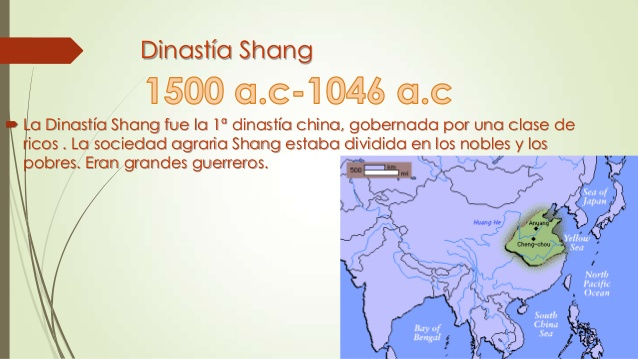 Dinastía Shang
1500 a.c-1046 a.c
La Dinastía Shang fue la 1ª dinastía china, gobernada por una clase de
ricos . La sociedad agraria Shang estaba dividida en los nobles y los
pobres. Eran grandes guerreros.
500
km
mi
Sea of
Japan
Huang-He
Anyang
Cheng-chou
Yellow
Sea
North
Pacific
Ocean
South
China
Sea
Bay of
Bengal